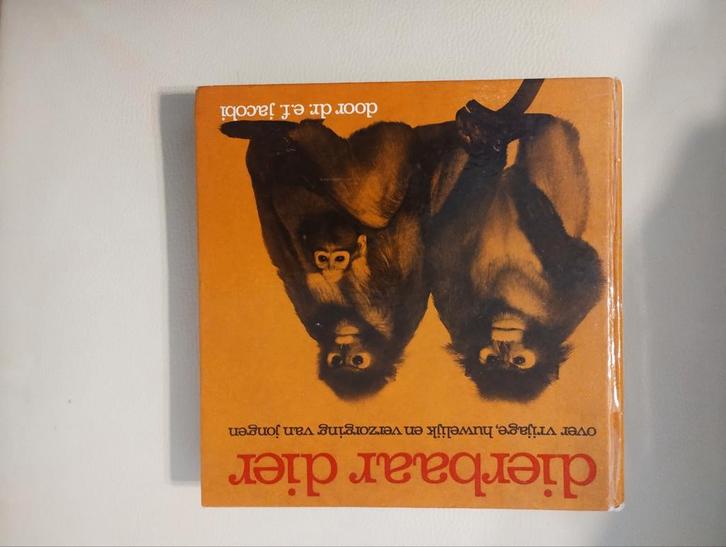 dierbaar dier
over vrijage, huwelijk en verzorging van jongen
door dr. e.f. jacobi